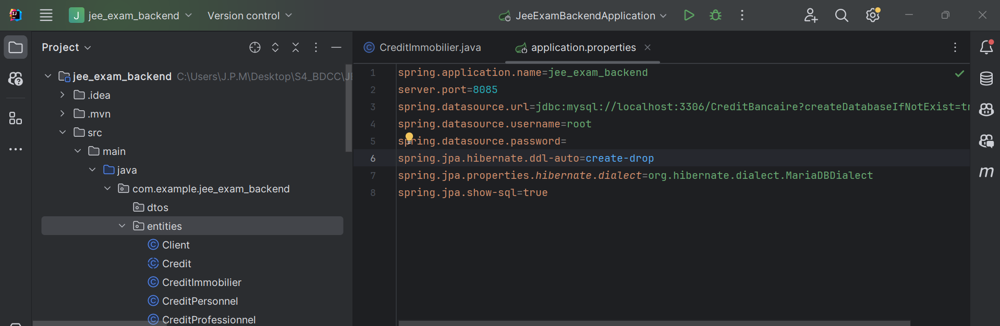 J jee_exam_backend Version control JeeExamBackendApplication
Project
CreditImmobilier.java application.properties
jee_exam_backend C:\Users\J.P.M\Desktop\S4_BDCC\
.idea
.mvn
src
main
java
com.example.jee_exam_backend
dtos
entities
Client
Credit
CreditImmobilier
CreditPersonnel
CreditProfessionnel
1 spring.application.name=jee_exam_backend
2 server.port=8085
3 spring.datasource.url=jdbc:mysql://localhost:3306/CreditBancaire?createDatabaseIfNotExist=tr
4 spring.datasource.username=root
5 spring.datasource.password=
6 spring.jpa.hibernate.ddl-auto=create-drop
7 spring.jpa.properties.hibernate.dialect=org.hibernate.dialect.MariaDBDialect
8 spring.jpa.show-sql=true
m